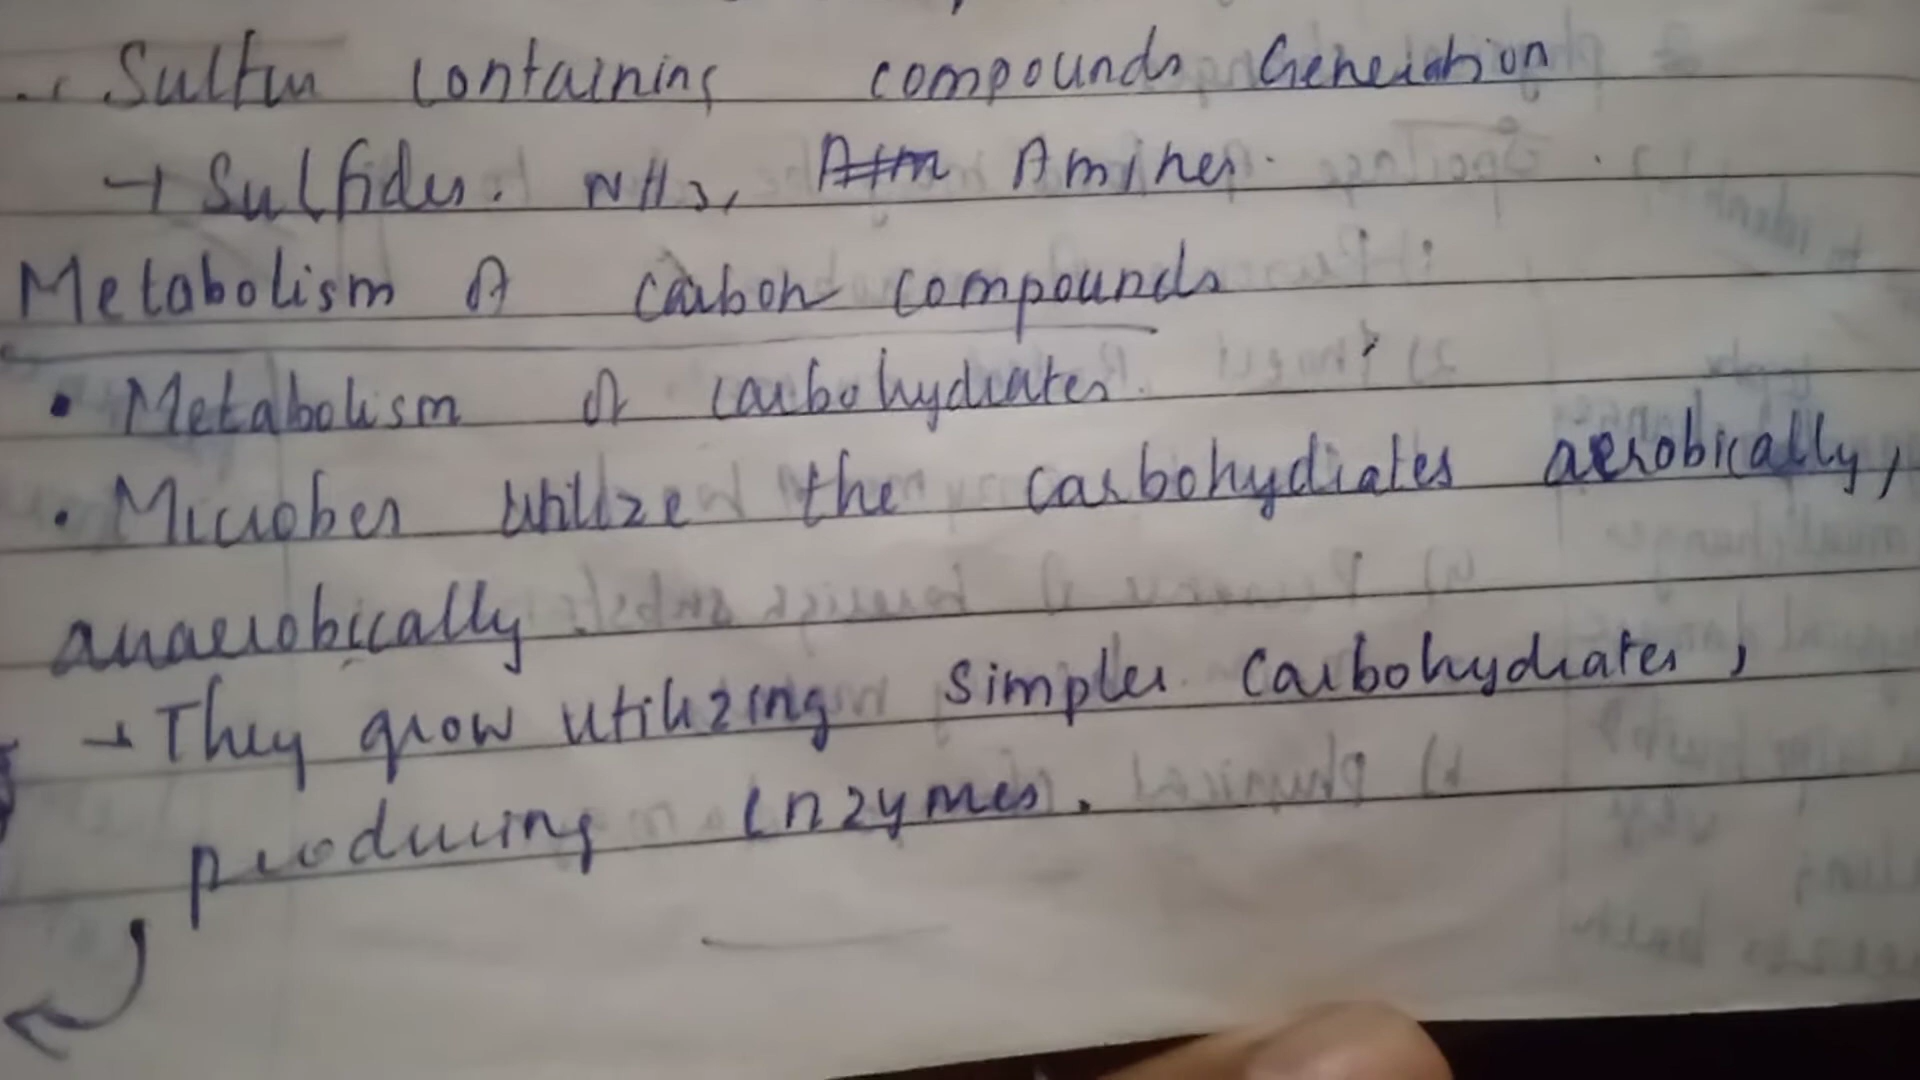 Sulfur containing compounds Generation
→ Sulfides. NH3, Amines.
Metabolism of carbon compounds
• Metabolism of carbohydrates.
• Microbes utilize the carbohydrates aerobically,
anaerobically
→ They grow utilizing simpler carbohydrates,
producing enzymes.